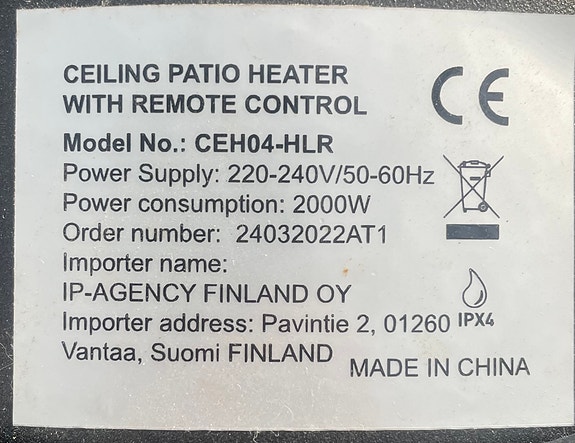 CEILING PATIO HEATER
WITH REMOTE CONTROL
CE
Model No.: CEH04-HLR
Power Supply: 220-240V/50-60Hz
Power consumption: 2000W
Order number: 24032022AT1
Importer name:
IP-AGENCY FINLAND OY
Importer address: Pavintie 2, 01260
IPX4
Vantaa, Suomi FINLAND
MADE IN CHINA